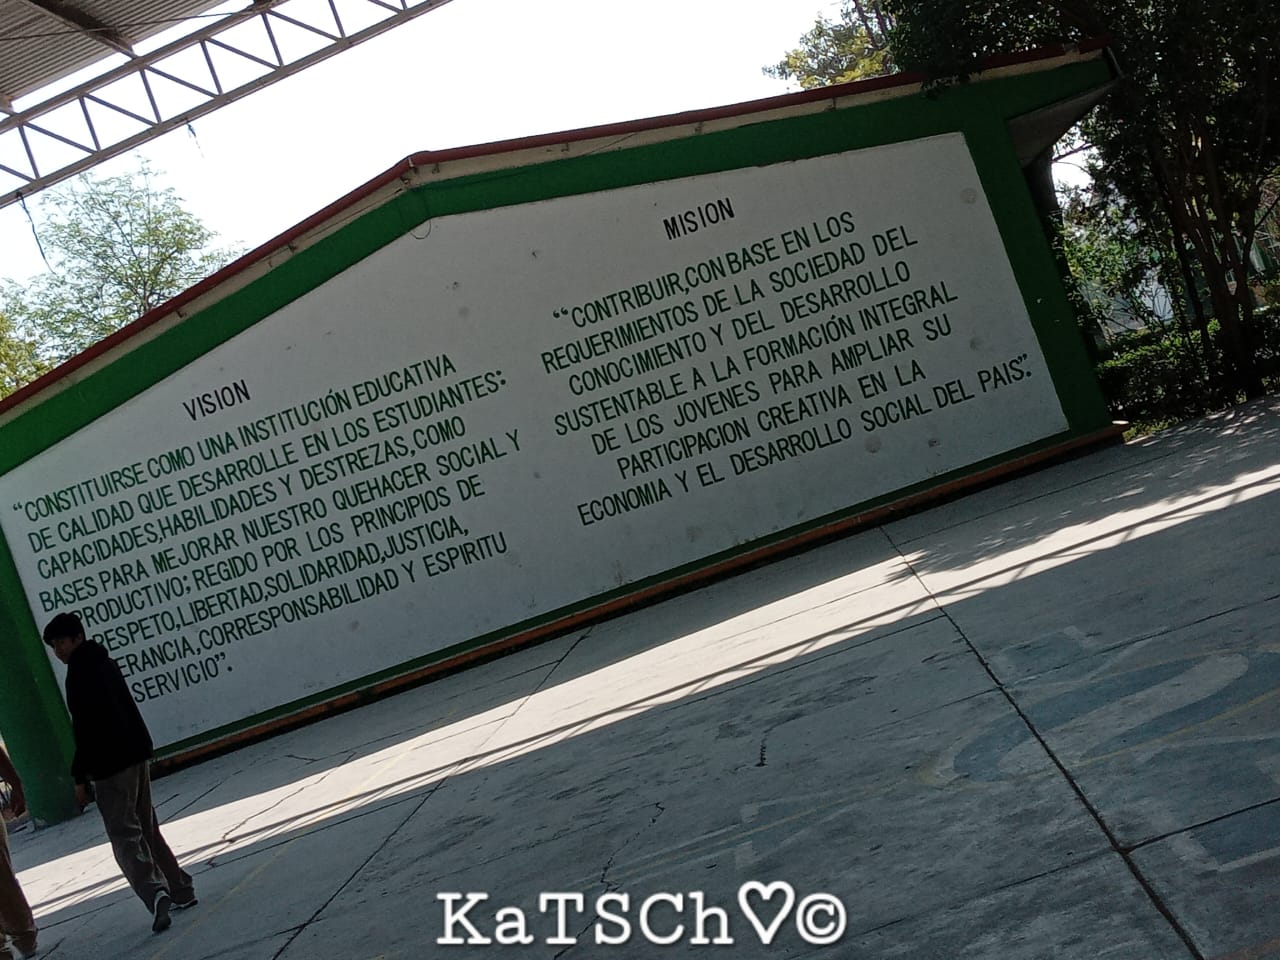 VISION
“CONSTITUIRSE COMO UNA INSTITUCIÓN EDUCATIVA
DE CALIDAD QUE DESARROLLE EN LOS ESTUDIANTES:
CAPACIDADES,HABILIDADES Y DESTREZAS,COMO
BASES PARA MEJORAR NUESTRO QUEHACER SOCIAL Y
PRODUCTIVO; REGIDO POR LOS PRINCIPIOS DE
RESPETO,LIBERTAD,SOLIDARIDAD,JUSTICIA,
ERANCIA,CORRESPONSABILIDAD Y ESPIRITU
SERVICIO”.
MISION
“CONTRIBUIR,CON BASE EN LOS
REQUERIMIENTOS DE LA SOCIEDAD DEL
CONOCIMIENTO Y DEL DESARROLLO
SUSTENTABLE A LA FORMACIÓN INTEGRAL
DE LOS JOVENES PARA AMPLIAR SU
PARTICIPACION CREATIVA EN LA
ECONOMIA Y EL DESARROLLO SOCIAL DEL PAIS”.
KaTSCh♡©